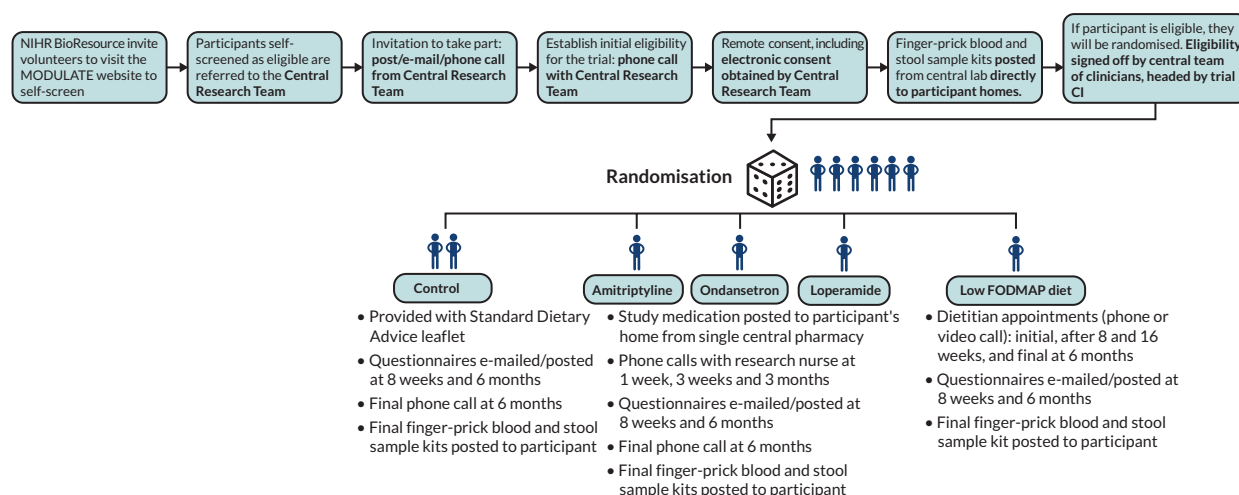 NIHR BioResource invite
volunteers to visit the
MODULATE website to
self-screen
Participants self-
screened as eligible are
referred to the Central
Research Team
Invitation to take part:
post/e-mail/phone call
from Central Research
Team
Establish initial eligibility
for the trial: phone call
with Central Research
Team
Remote consent, including
electronic consent
obtained by Central
Research Team
Finger-prick blood and
stool sample kits posted
from central lab directly
to participant homes.
If participant is eligible, they
will be randomised. Eligibility
signed off by central team
of clinicians, headed by trial
CI
Randomisation
Control
• Provided with Standard Dietary
Advice leaflet
• Questionnaires e-mailed/posted
at 8 weeks and 6 months
• Final phone call at 6 months
• Final finger-prick blood and stool
sample kits posted to participant
Amitriptyline
Ondansetron
Loperamide
• Study medication posted to participant's
home from single central pharmacy
• Phone calls with research nurse at
1 week, 3 weeks and 3 months
• Questionnaires e-mailed/posted at
8 weeks and 6 months
• Final phone call at 6 months
• Final finger-prick blood and stool
sample kits posted to participant
Low FODMAP diet
• Dietitian appointments (phone or
video call): initial, after 8 and 16
weeks, and final at 6 months
• Questionnaires e-mailed/posted at
8 weeks and 6 months
• Final finger-prick blood and stool
sample kit posted to participant